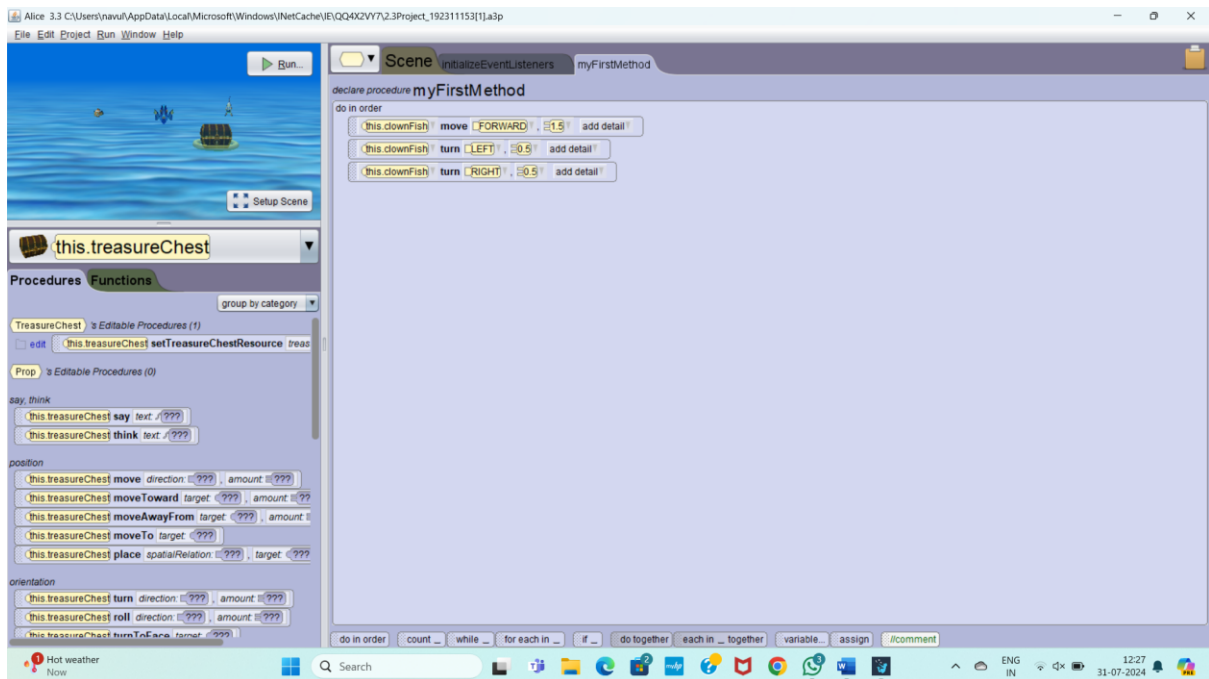 Alice 3.3 C:\Users\navul\AppData\Local\Microsoft\Windows\INetCache\IE\QQ4X2VY7\2.3Project_192311153[1].a3p
File Edit Project Run Window Help
Run...
Setup Scene
this.treasureChest
Procedures Functions
group by category
TreasureChest 's Editable Procedures (1)
edit this.treasureChest setTreasureChestResource treas
Prop 's Editable Procedures (0)
say, think
this.treasureChest say text: ???
this.treasureChest think text: ???
position
this.treasureChest move direction: ??? , amount: ???
this.treasureChest moveToward target: ??? , amount: ??
this.treasureChest moveAwayFrom target: ??? , amount:
this.treasureChest moveTo target: ???
this.treasureChest place spatialRelation: ??? , target: ???
orientation
this.treasureChest turn direction: ??? , amount: ???
this.treasureChest roll direction: ??? , amount: ???
this.treasureChest turnToFace target: ???
Scene initializeEventListeners myFirstMethod
declare procedure myFirstMethod
do in order
this.clownFish move FORWARD , 1.5 add detail
this.clownFish turn LEFT , 0.5 add detail
this.clownFish turn RIGHT , 0.5 add detail
do in order count _ while _ for each in _ if _ do together each in _ together variable... assign //comment
1
Hot weather
Now
Search
2
ENG
IN
12:27
31-07-2024